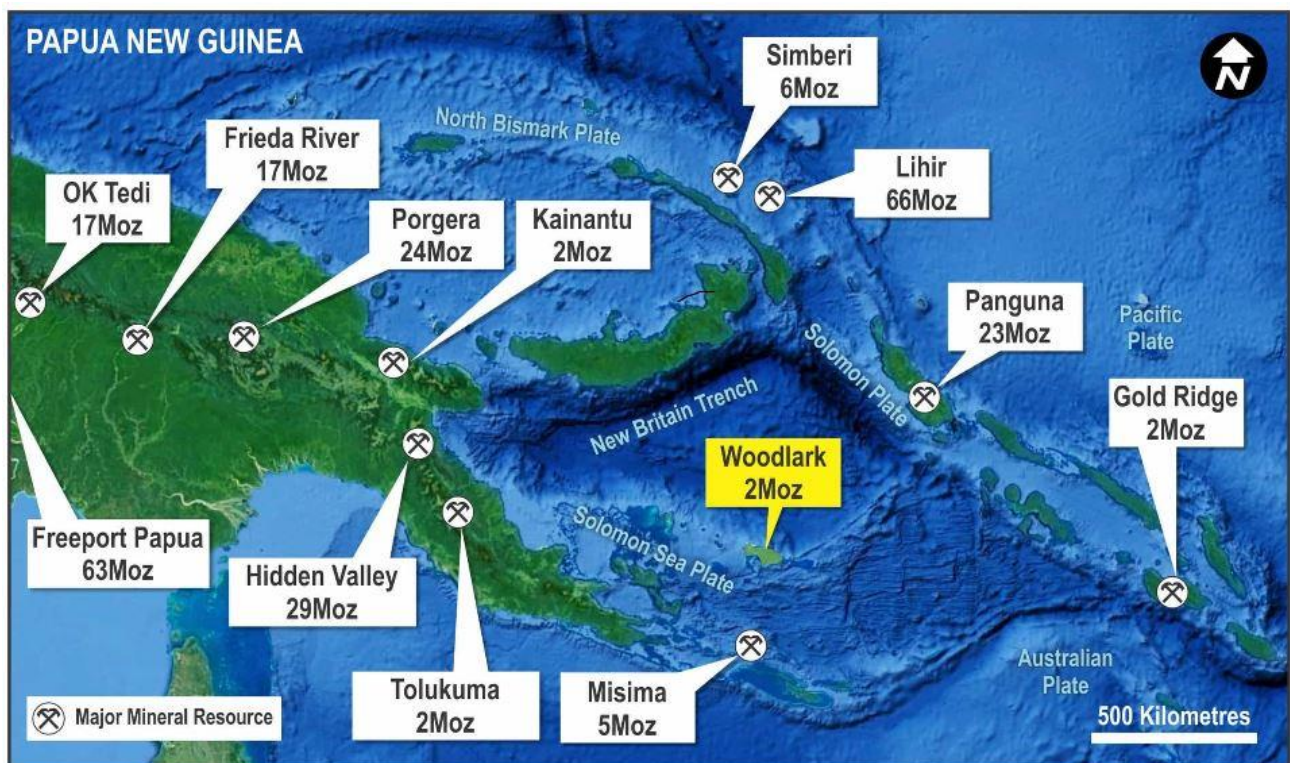 PAPUA NEW GUINEA
N
Simberi
6Moz
North Bismark Plate
Frieda River
17Moz
Lihir
66Moz
OK Tedi
17Moz
Porgera
24Moz
Kainantu
2Moz
Panguna
23Moz
Pacific
Plate
Solomon Plate
Gold Ridge
2Moz
New Britain Trench
Woodlark
2Moz
Freeport Papua
63Moz
Solomon Sea Plate
Hidden Valley
29Moz
Tolukuma
2Moz
Misima
5Moz
Australian
Plate
Major Mineral Resource
500 Kilometres